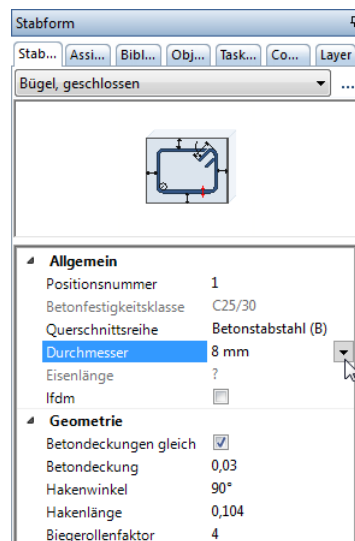 Stabform
Stab... Assi... Bibl... Obj... Task... Co... Layer
Bügel, geschlossen ...
Allgemein
Positionsnummer 1
Betonfestigkeitsklasse C25/30
Querschnittsreihe Betonstabstahl (B)
Durchmesser 8 mm
Eisenlänge ?
lfdm
Geometrie
Betondeckungen gleich
Betondeckung 0,03
Hakenwinkel 90°
Hakenlänge 0,104
Biegerollenfaktor 4